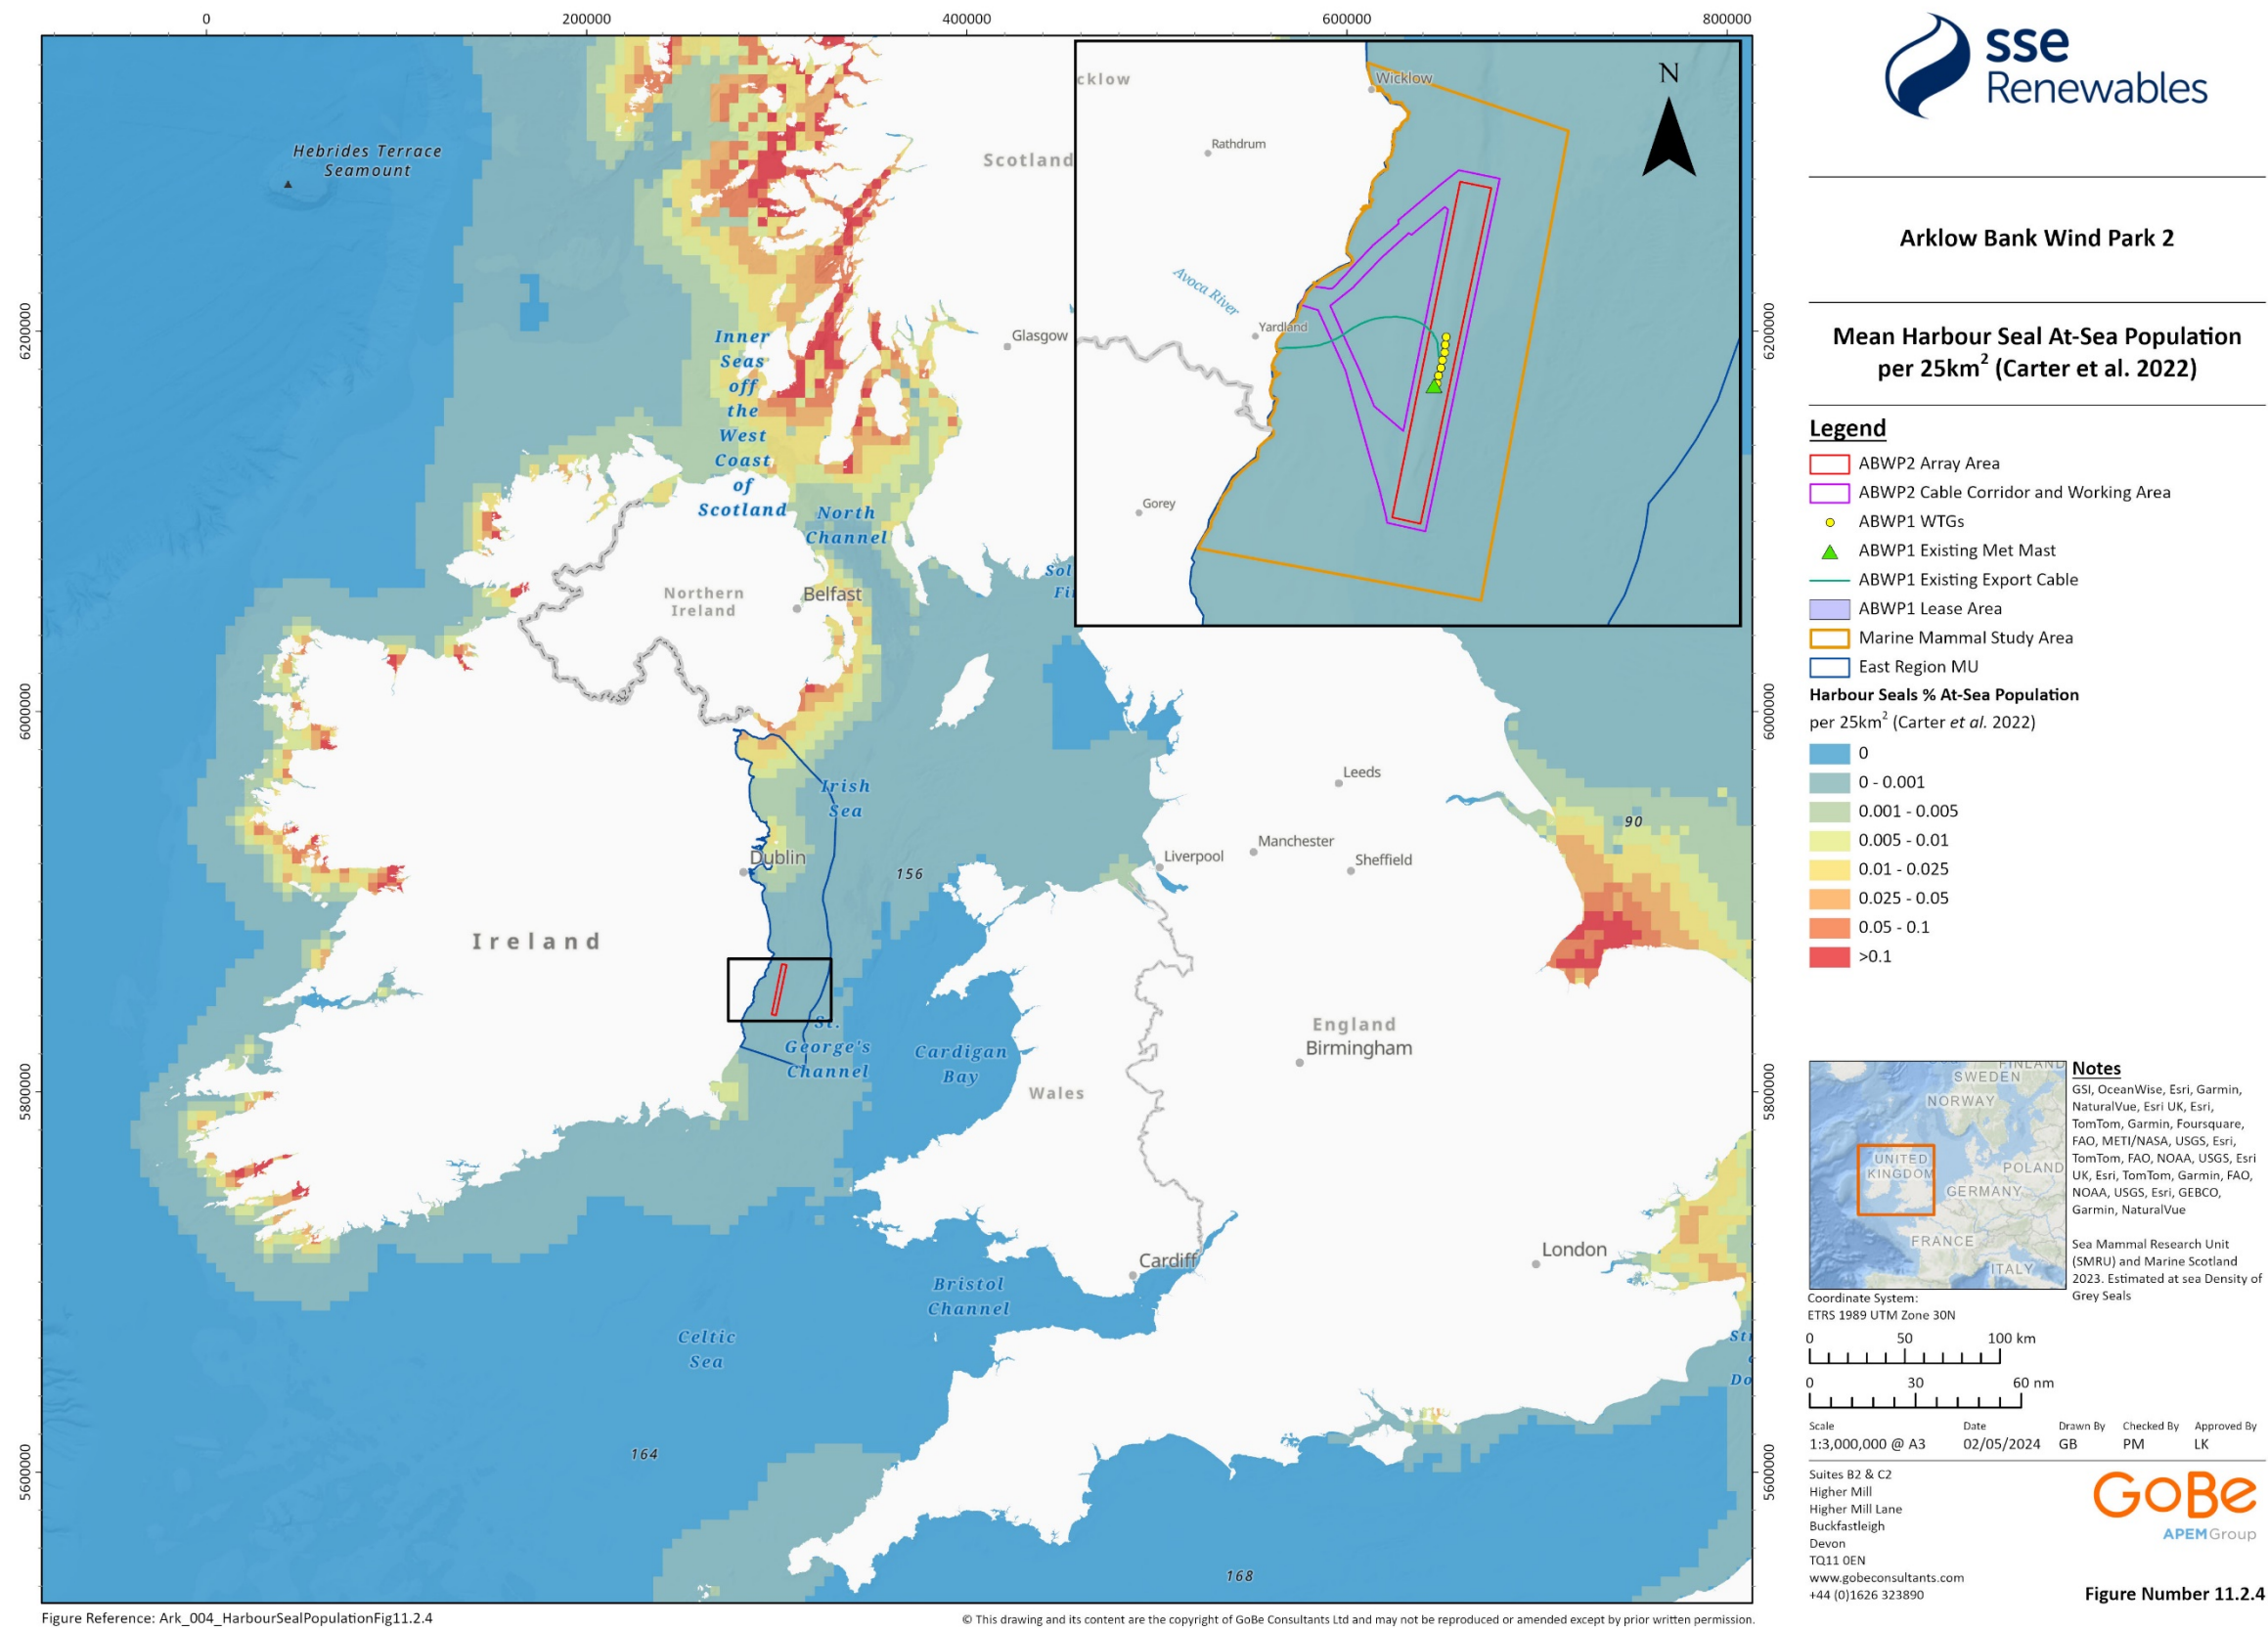 0
200000
400000
600000
800000
6200000
6000000
5800000
5600000
6200000
6000000
5800000
5600000
Hebrides Terrace
Seamount
Scotland
Glasgow
Inner
Seas
off
the
West
Coast
of
Scotland
North
Channel
Sol
Fi
Northern
Ireland
Belfast
Irish
Sea
Dublin
Ireland
156
St.
George's
Channel
Cardigan
Bay
Wales
Leeds
Manchester
Liverpool
Sheffield
90
England
Birmingham
Cardiff
London
Bristol
Channel
Celtic
Sea
164
168
Do
cklow
Wicklow
N
Rathdrum
Avoca River
Yardland
Gorey
sse
Renewables
Arklow Bank Wind Park 2
Mean Harbour Seal At-Sea Population
per 25km² (Carter et al. 2022)
Legend
ABWP2 Array Area
ABWP2 Cable Corridor and Working Area
ABWP1 WTGs
ABWP1 Existing Met Mast
ABWP1 Existing Export Cable
ABWP1 Lease Area
Marine Mammal Study Area
East Region MU
Harbour Seals % At-Sea Population
per 25km² (Carter et al. 2022)
0
0 - 0.001
0.001 - 0.005
0.005 - 0.01
0.01 - 0.025
0.025 - 0.05
0.05 - 0.1
>0.1
FINLAND
SWEDEN
NORWAY
UNITED
KINGDOM
POLAND
GERMANY
FRANCE
ITALY
Notes
GSI, OceanWise, Esri, Garmin,
NaturalVue, Esri UK, Esri,
TomTom, Garmin, Foursquare,
FAO, METI/NASA, USGS, Esri,
TomTom, FAO, NOAA, USGS, Esri
UK, Esri, TomTom, Garmin, FAO,
NOAA, USGS, Esri, GEBCO,
Garmin, NaturalVue
Sea Mammal Research Unit
(SMRU) and Marine Scotland
2023. Estimated at sea Density of
Grey Seals
Coordinate System:
ETRS 1989 UTM Zone 30N
0 50 100 km
0 30 60 nm
Scale Date Drawn By Checked By Approved By
1:3,000,000 @ A3 02/05/2024 GB PM LK
Suites B2 & C2
Higher Mill
Higher Mill Lane
Buckfastleigh
Devon
TQ11 0EN
www.gobeconsultants.com
+44 (0)1626 323890
GoBe
APEMGroup
Figure Number 11.2.4
Figure Reference: Ark_004_HarbourSealPopulationFig11.2.4
© This drawing and its content are the copyright of GoBe Consultants Ltd and may not be reproduced or amended except by prior written permission.